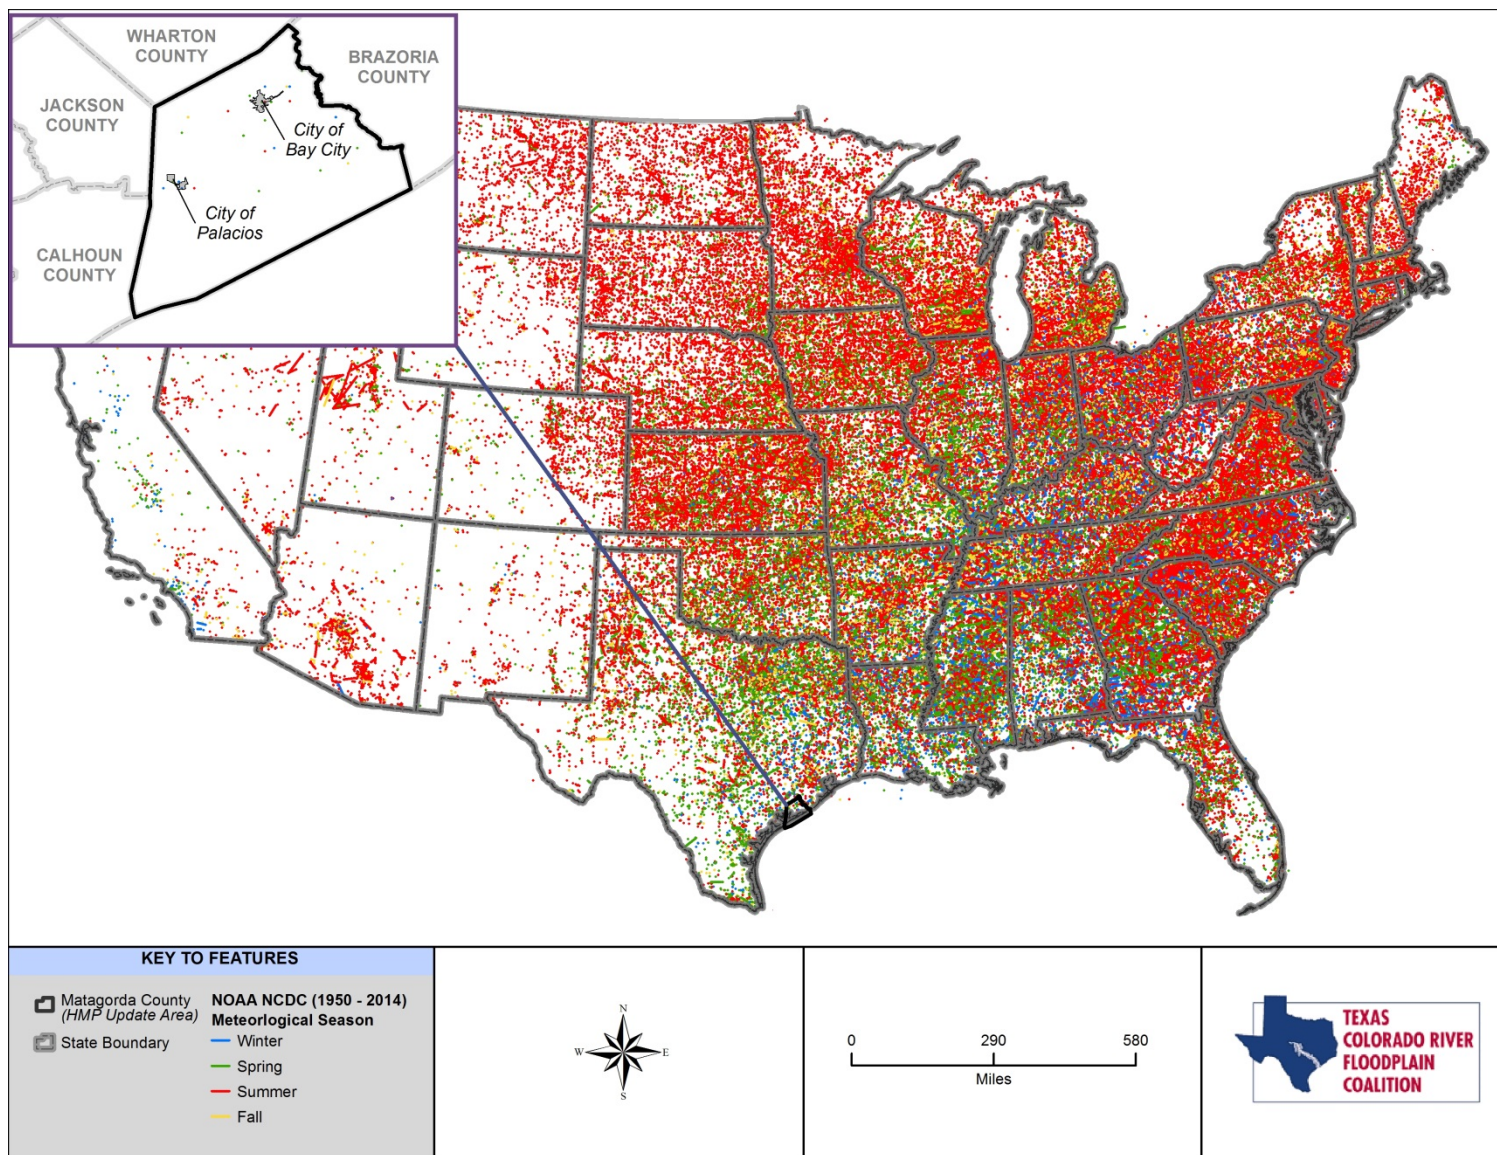 WHARTON
COUNTY
BRAZORIA
COUNTY
JACKSON
COUNTY
City of
Bay City
City of
Palacios
CALHOUN
COUNTY
KEY TO FEATURES
Matagorda County
(HMP Update Area)
State Boundary
NOAA NCDC (1950 - 2014)
Meteorlogical Season
Winter
Spring
Summer
Fall
N
W E
S
0 290 580
Miles
TEXAS
COLORADO RIVER
FLOODPLAIN
COALITION